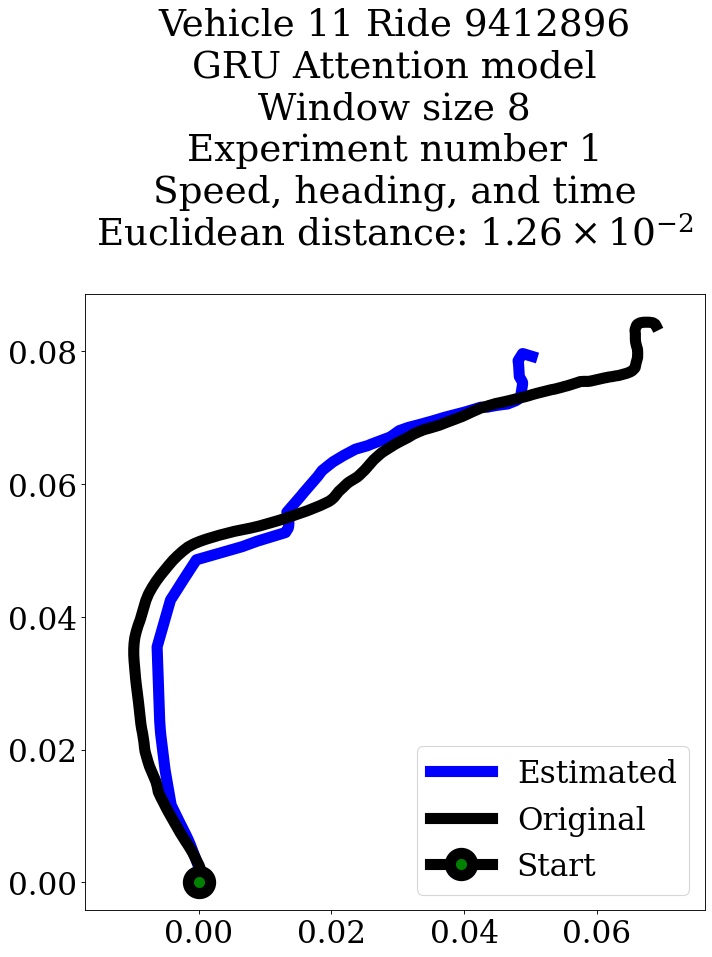 Vehicle 11 Ride 9412896
GRU Attention model
Window size 8
Experiment number 1
Speed, heading, and time
Euclidean distance: 1.26 × 10⁻²
0.08
0.06
0.04
0.02
0.00
Estimated
Original
Start
0.00 0.02 0.04 0.06